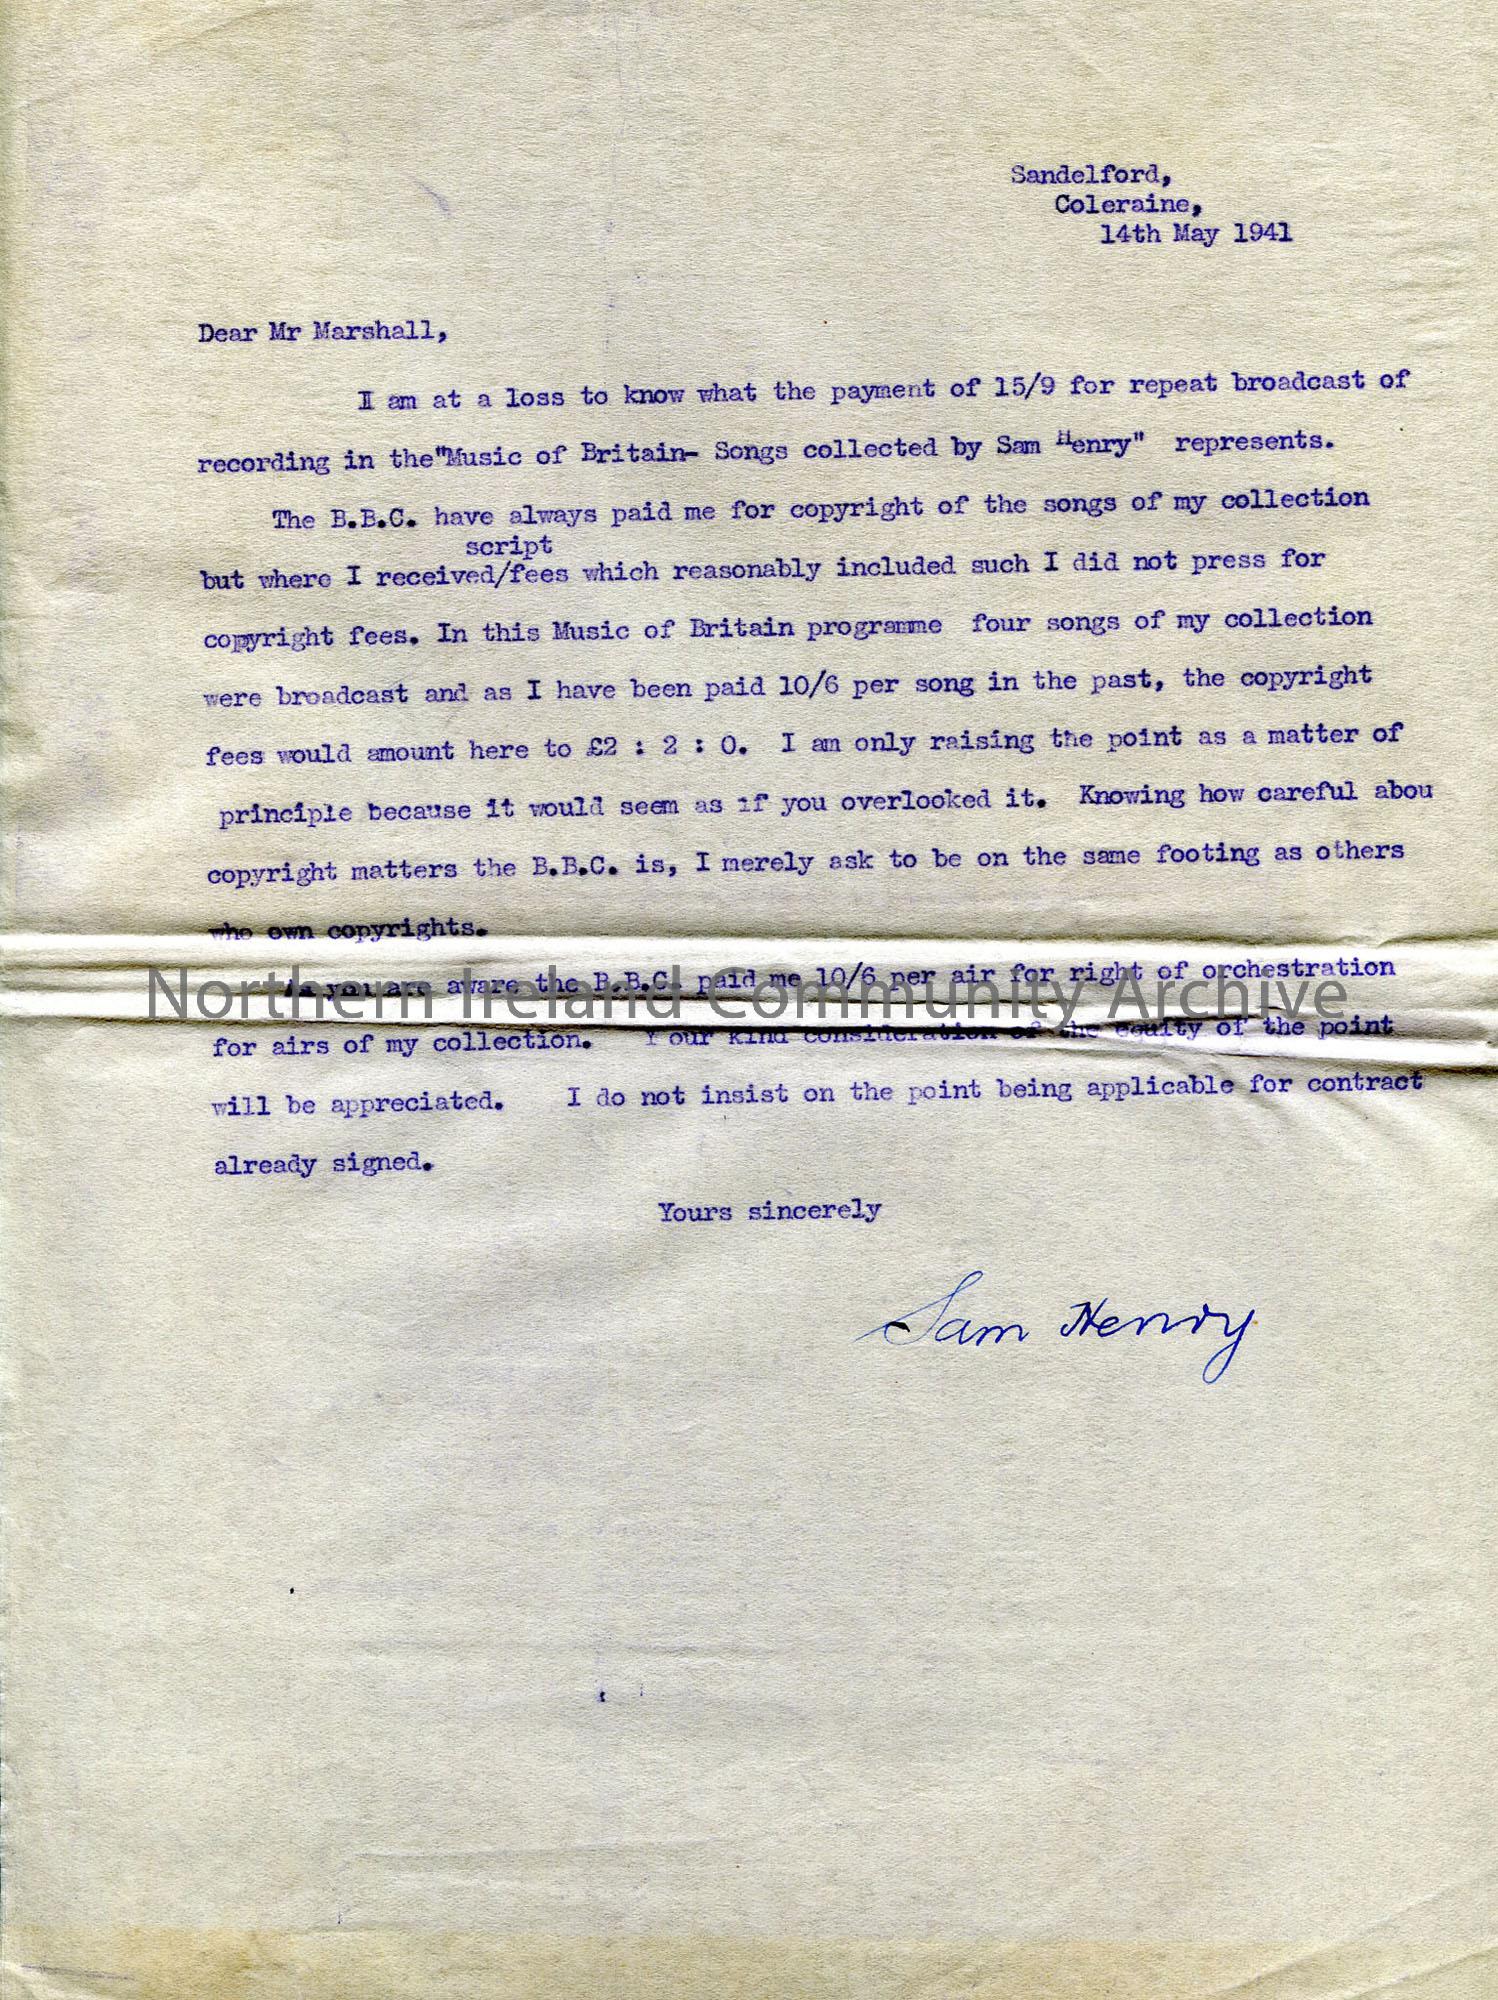 Sandelford,
Coleraine,
14th May 1941
Dear Mr Marshall,
I am at a loss to know what the payment of 15/9 for repeat broadcast of
recording in the"Music of Britain- Songs collected by Sam Henry" represents.
The B.B.C. have always paid me for copyright of the songs of my collection
script
but where I received/fees which reasonably included such I did not press for
copyright fees. In this Music of Britain programme four songs of my collection
were broadcast and as I have been paid 10/6 per song in the past, the copyright
fees would amount here to £2 : 2 : 0. I am only raising the point as a matter of
principle because it would seem as if you overlooked it. Knowing how careful abou
copyright matters the B.B.C. is, I merely ask to be on the same footing as others
who own copyrights.
As you are aware the B.B.C. paid me 10/6 per air for right of orchestration
Northern Ireland Community Archive
for airs of my collection. Your kind consideration of the equity of the point
will be appreciated. I do not insist on the point being applicable for contract
already signed.
Yours sincerely
Sam Henry